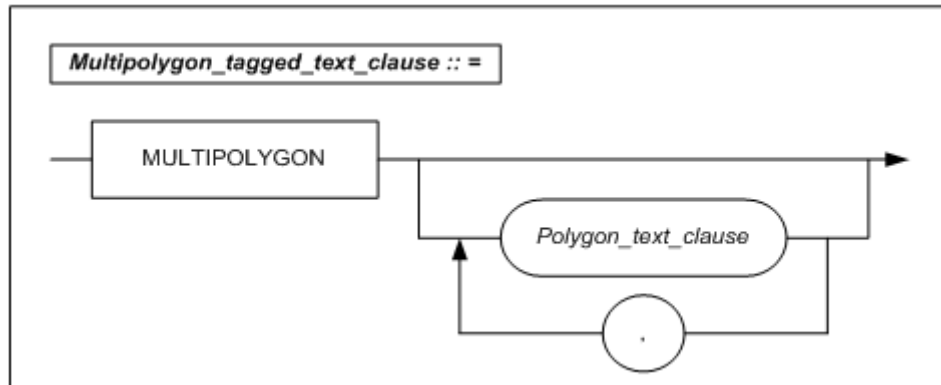 Multipolygon_tagged_text_clause :: =
MULTIPOLYGON
Polygon_text_clause
,